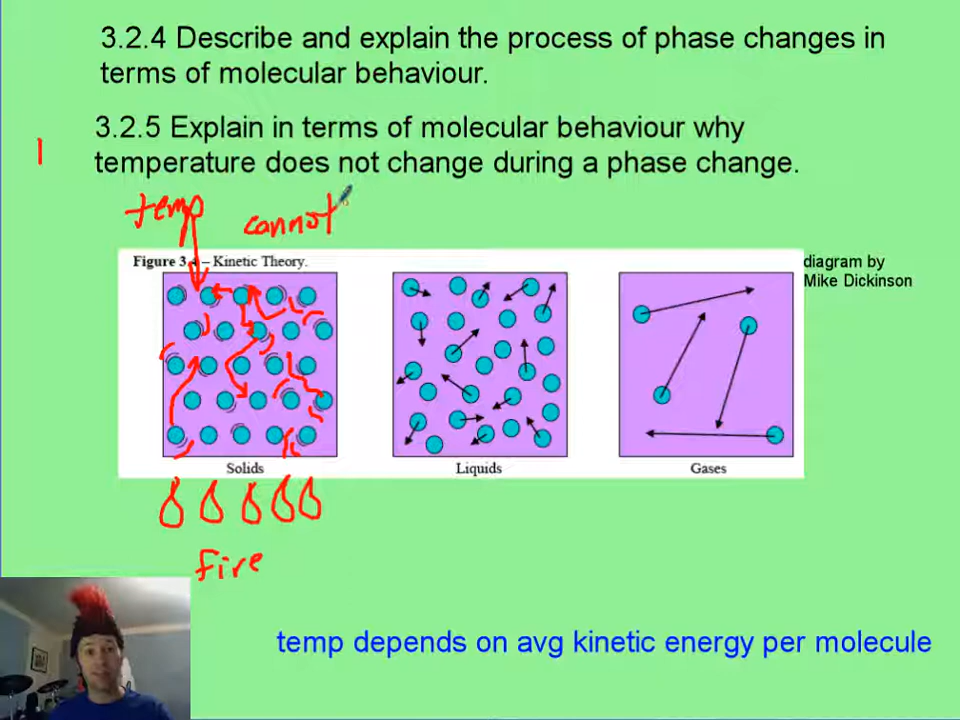 3.2.4 Describe and explain the process of phase changes in
terms of molecular behaviour.
3.2.5 Explain in terms of molecular behaviour why
temperature does not change during a phase change.
temp cannot
Figure 3.4 – Kinetic Theory.
diagram by
Mike Dickinson
Solids Liquids Gases
fire
temp depends on avg kinetic energy per molecule